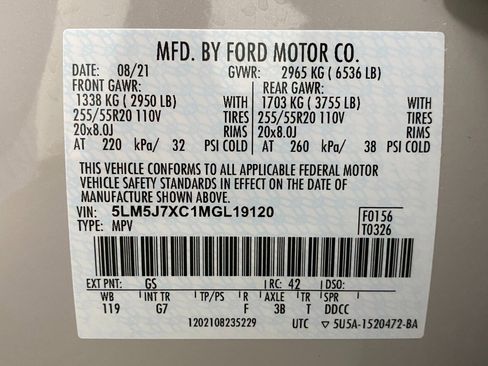 MFD. BY FORD MOTOR CO.
DATE: 08/21 GVWR: 2965 KG ( 6536 LB)
FRONT GAWR: REAR GAWR:
1338 KG ( 2950 LB) WITH 1703 KG ( 3755 LB) WITH
255/55R20 110V TIRES 255/55R20 110V TIRES
20x8.0J RIMS 20x8.0J RIMS
AT 220 kPa/ 32 PSI COLD AT 260 kPa/ 38 PSI COLD
THIS VEHICLE CONFORMS TO ALL APPLICABLE FEDERAL MOTOR
VEHICLE SAFETY STANDARDS IN EFFECT ON THE DATE OF
MANUFACTURE SHOWN ABOVE.
VIN: 5LM5J7XC1MGL19120 F0156
TYPE: MPV T0326
EXT PNT: GS RC: 42 DSO:
WB INT TR TP/PS R AXLE TR SPR
119 G7 F 3B T DDCC
1202108235229 UTC ▽ 5U5A-1520472-BA